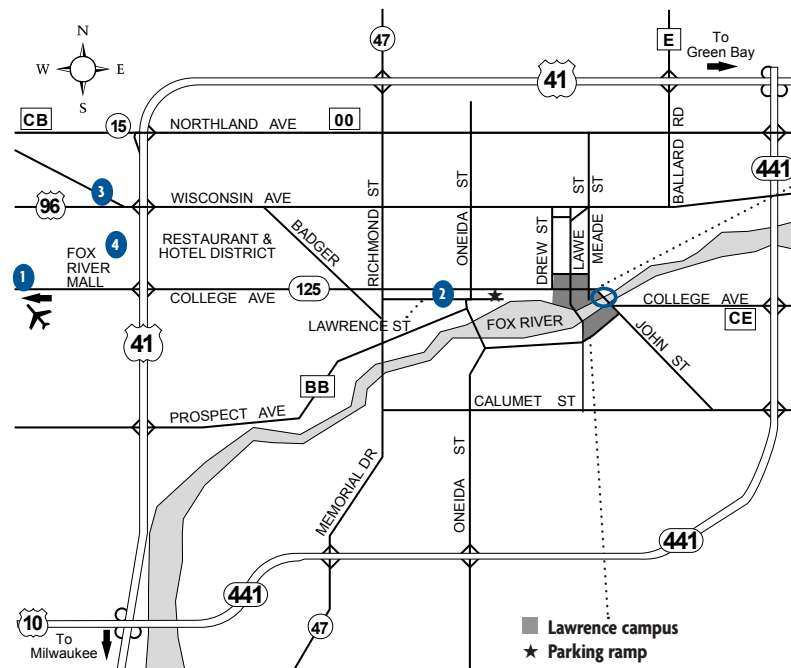 N
W E
S
47
E
To
Green Bay
41
CB
15
NORTHLAND AVE
00
BALLARD RD
441
3
96
WISCONSIN AVE
RICHMOND ST
ONEIDA ST
DREW ST
LAWE ST
MEADE ST
BADGER
4
FOX
RIVER
MALL
RESTAURANT &
HOTEL DISTRICT
1
COLLEGE AVE
125
2
COLLEGE AVE
CE
LAWRENCE ST
FOX RIVER
JOHN ST
41
BB
PROSPECT AVE
CALUMET ST
MEMORIAL DR
ONEIDA ST
441
441
10
47
To
Milwaukee
Lawrence campus
★ Parking ramp